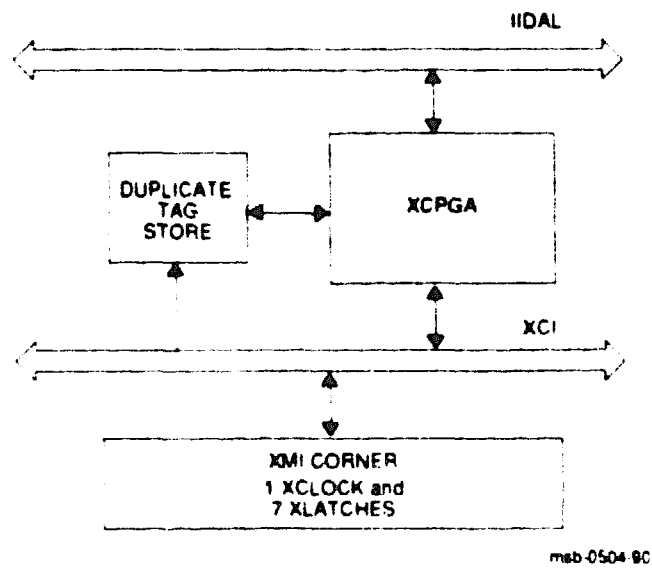 IIDAL
DUPLICATE
TAG
STORE
XCPGA
XCI
XMI CORNER
1 XCLOCK and
7 XLATCHES
msb-0504-90